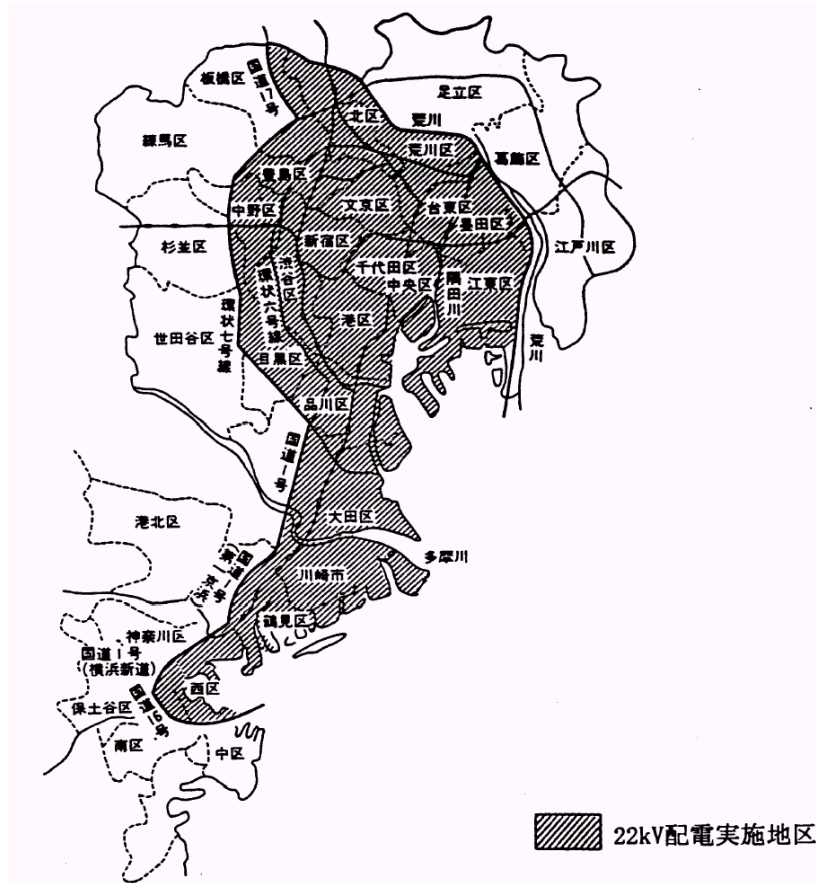 板橋区
国道17号
足立区
練馬区
北区
荒川
荒川区
葛飾区
豊島区
中野区
文京区
台東区
墨田区
新宿区
杉並区
江戸川区
渋谷区
千代田区
中央区
隅田川
江東区
環状六号線
環状七号線
港区
世田谷区
荒川
目黒区
品川区
国道1号
大田区
港北区
多摩川
国道1号
(第一京浜)
川崎市
鶴見区
神奈川区
国道1号
(横浜新道)
西区
保土谷区
国道16号
南区
中区
22kV配電実施地区